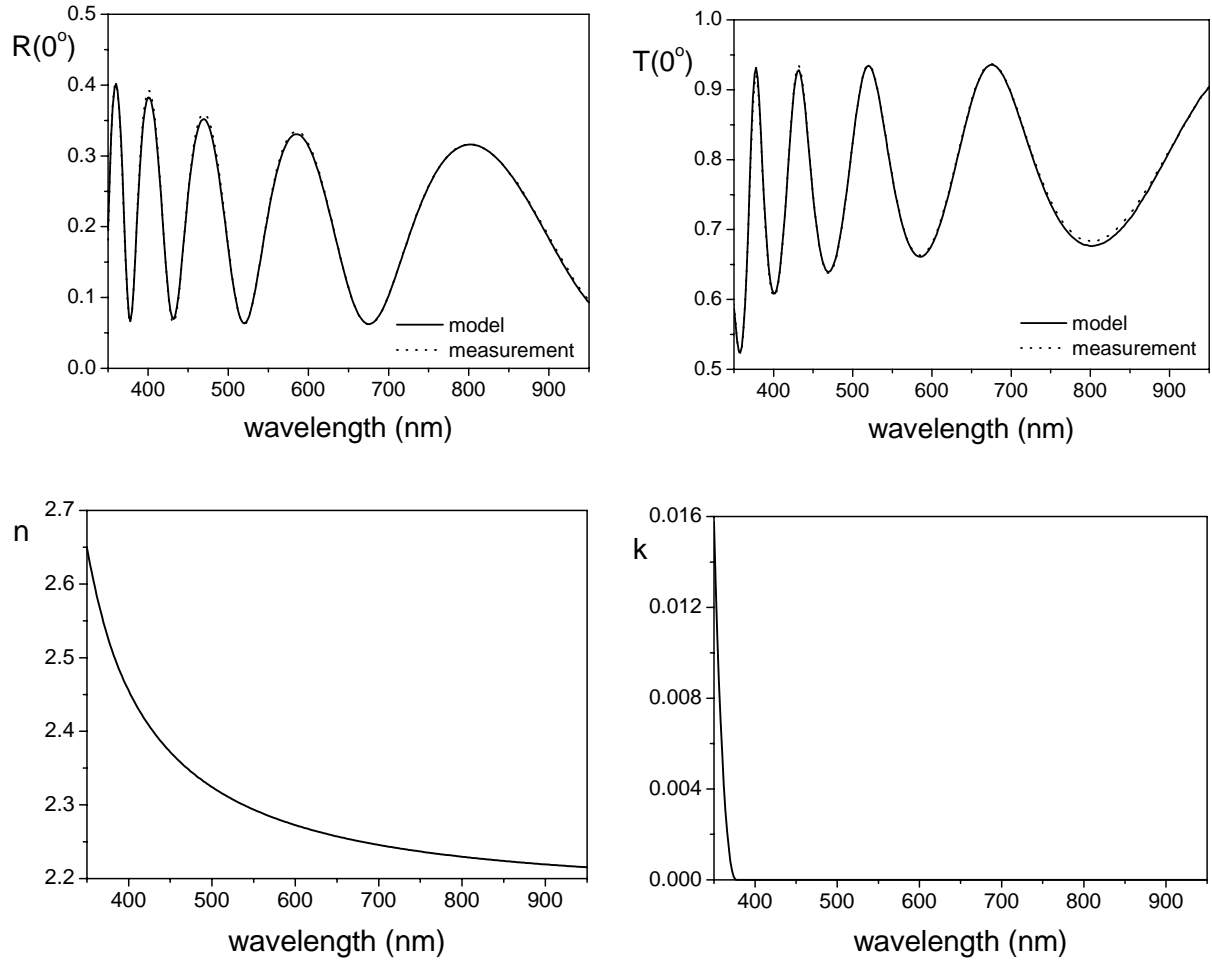 R(0°)
0.5
0.4
0.3
0.2
0.1
0.0
400 500 600 700 800 900
wavelength (nm)
model
measurement
T(0°)
1.0
0.9
0.8
0.7
0.6
0.5
400 500 600 700 800 900
wavelength (nm)
model
measurement
n
2.7
2.6
2.5
2.4
2.3
2.2
400 500 600 700 800 900
wavelength (nm)
k
0.016
0.012
0.008
0.004
0.000
400 500 600 700 800 900
wavelength (nm)